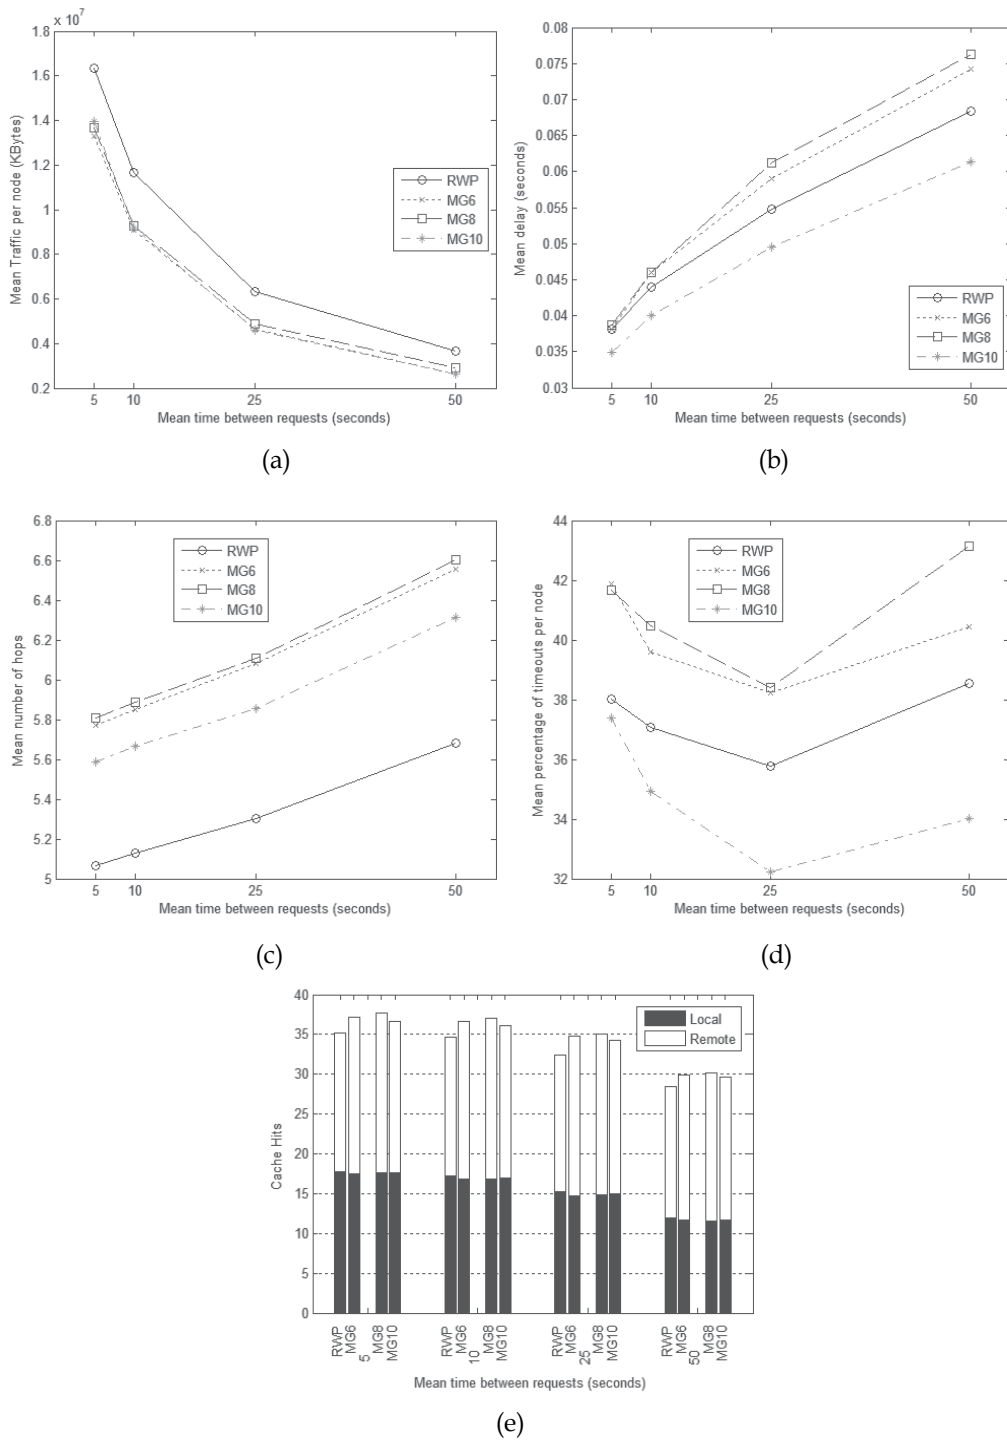 x 10^7
1.8
1.6
1.4
1.2
1
0.8
0.6
0.4
0.2
Mean Traffic per node (KBytes)
RWP
MG6
MG8
MG10
5 10 25 50
Mean time between requests (seconds)
(a)
0.08
0.075
0.07
0.065
0.06
0.055
0.05
0.045
0.04
0.035
0.03
Mean delay (seconds)
RWP
MG6
MG8
MG10
5 10 25 50
Mean time between requests (seconds)
(b)
6.8
6.6
6.4
6.2
6
5.8
5.6
5.4
5.2
5
Mean number of hops
RWP
MG6
MG8
MG10
5 10 25 50
Mean time between requests (seconds)
(c)
44
42
40
38
36
34
32
Mean percentage of timeouts per node
RWP
MG6
MG8
MG10
5 10 25 50
Mean time between requests (seconds)
(d)
40
35
30
25
20
15
10
5
0
Cache Hits
Local
Remote
RWP MG6 5 MG8 MG10
RWP MG6 10 MG8 MG10
RWP MG6 25 MG8 MG10
RWP MG6 50 MG8 MG10
Mean time between requests (seconds)
(e)